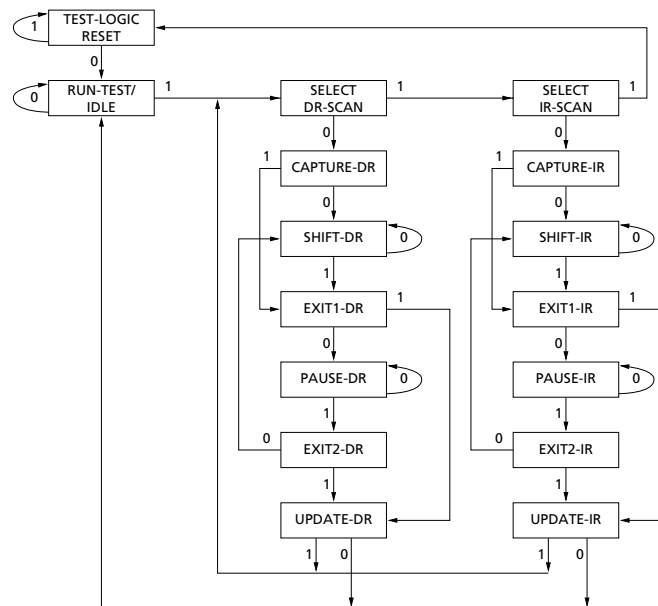 TEST-LOGIC
RESET
1
0
RUN-TEST/
IDLE
0
1
SELECT
DR-SCAN
1
SELECT
IR-SCAN
1
0
0
1
CAPTURE-DR
1
CAPTURE-IR
0
0
SHIFT-DR
0
SHIFT-IR
0
1
1
EXIT1-DR
1
EXIT1-IR
1
0
0
PAUSE-DR
0
PAUSE-IR
0
1
1
0
EXIT2-DR
0
EXIT2-IR
1
1
UPDATE-DR
UPDATE-IR
1
0
1
0